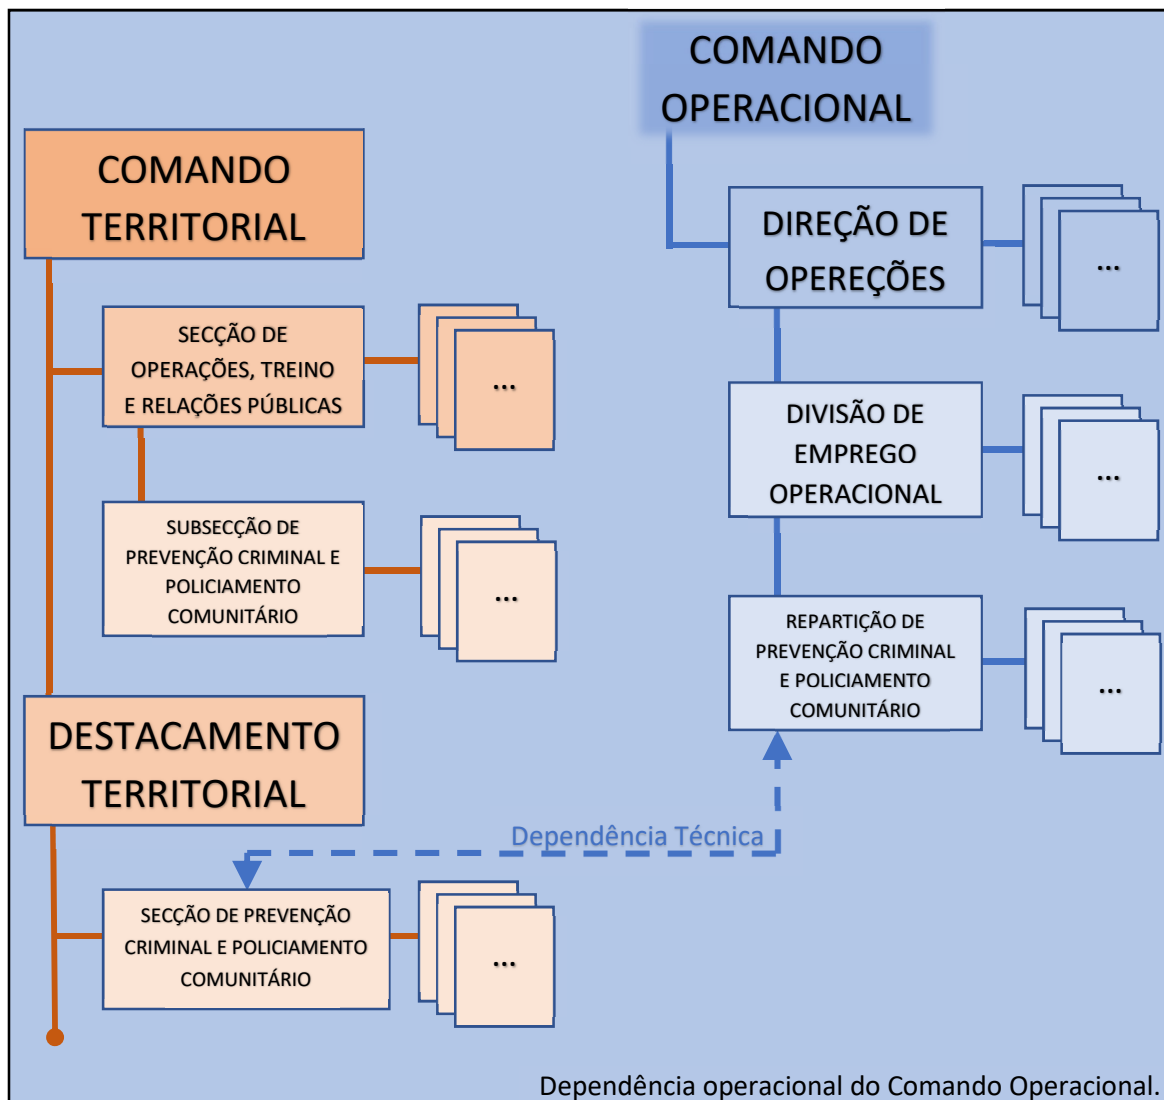 COMANDO
OPERACIONAL
COMANDO
TERRITORIAL
DIREÇÃO DE
OPEREÇÕES
...
SECÇÃO DE
OPERAÇÕES, TREINO
E RELAÇÕES PÚBLICAS
...
DIVISÃO DE
EMPREGO
OPERACIONAL
...
SUBSECÇÃO DE
PREVENÇÃO CRIMINAL E
POLICIAMENTO
COMUNITÁRIO
...
REPARTIÇÃO DE
PREVENÇÃO CRIMINAL
E POLICIAMENTO
COMUNITÁRIO
...
DESTACAMENTO
TERRITORIAL
Dependência Técnica
SECÇÃO DE PREVENÇÃO
CRIMINAL E POLICIAMENTO
COMUNITÁRIO
...
Dependência operacional do Comando Operacional.